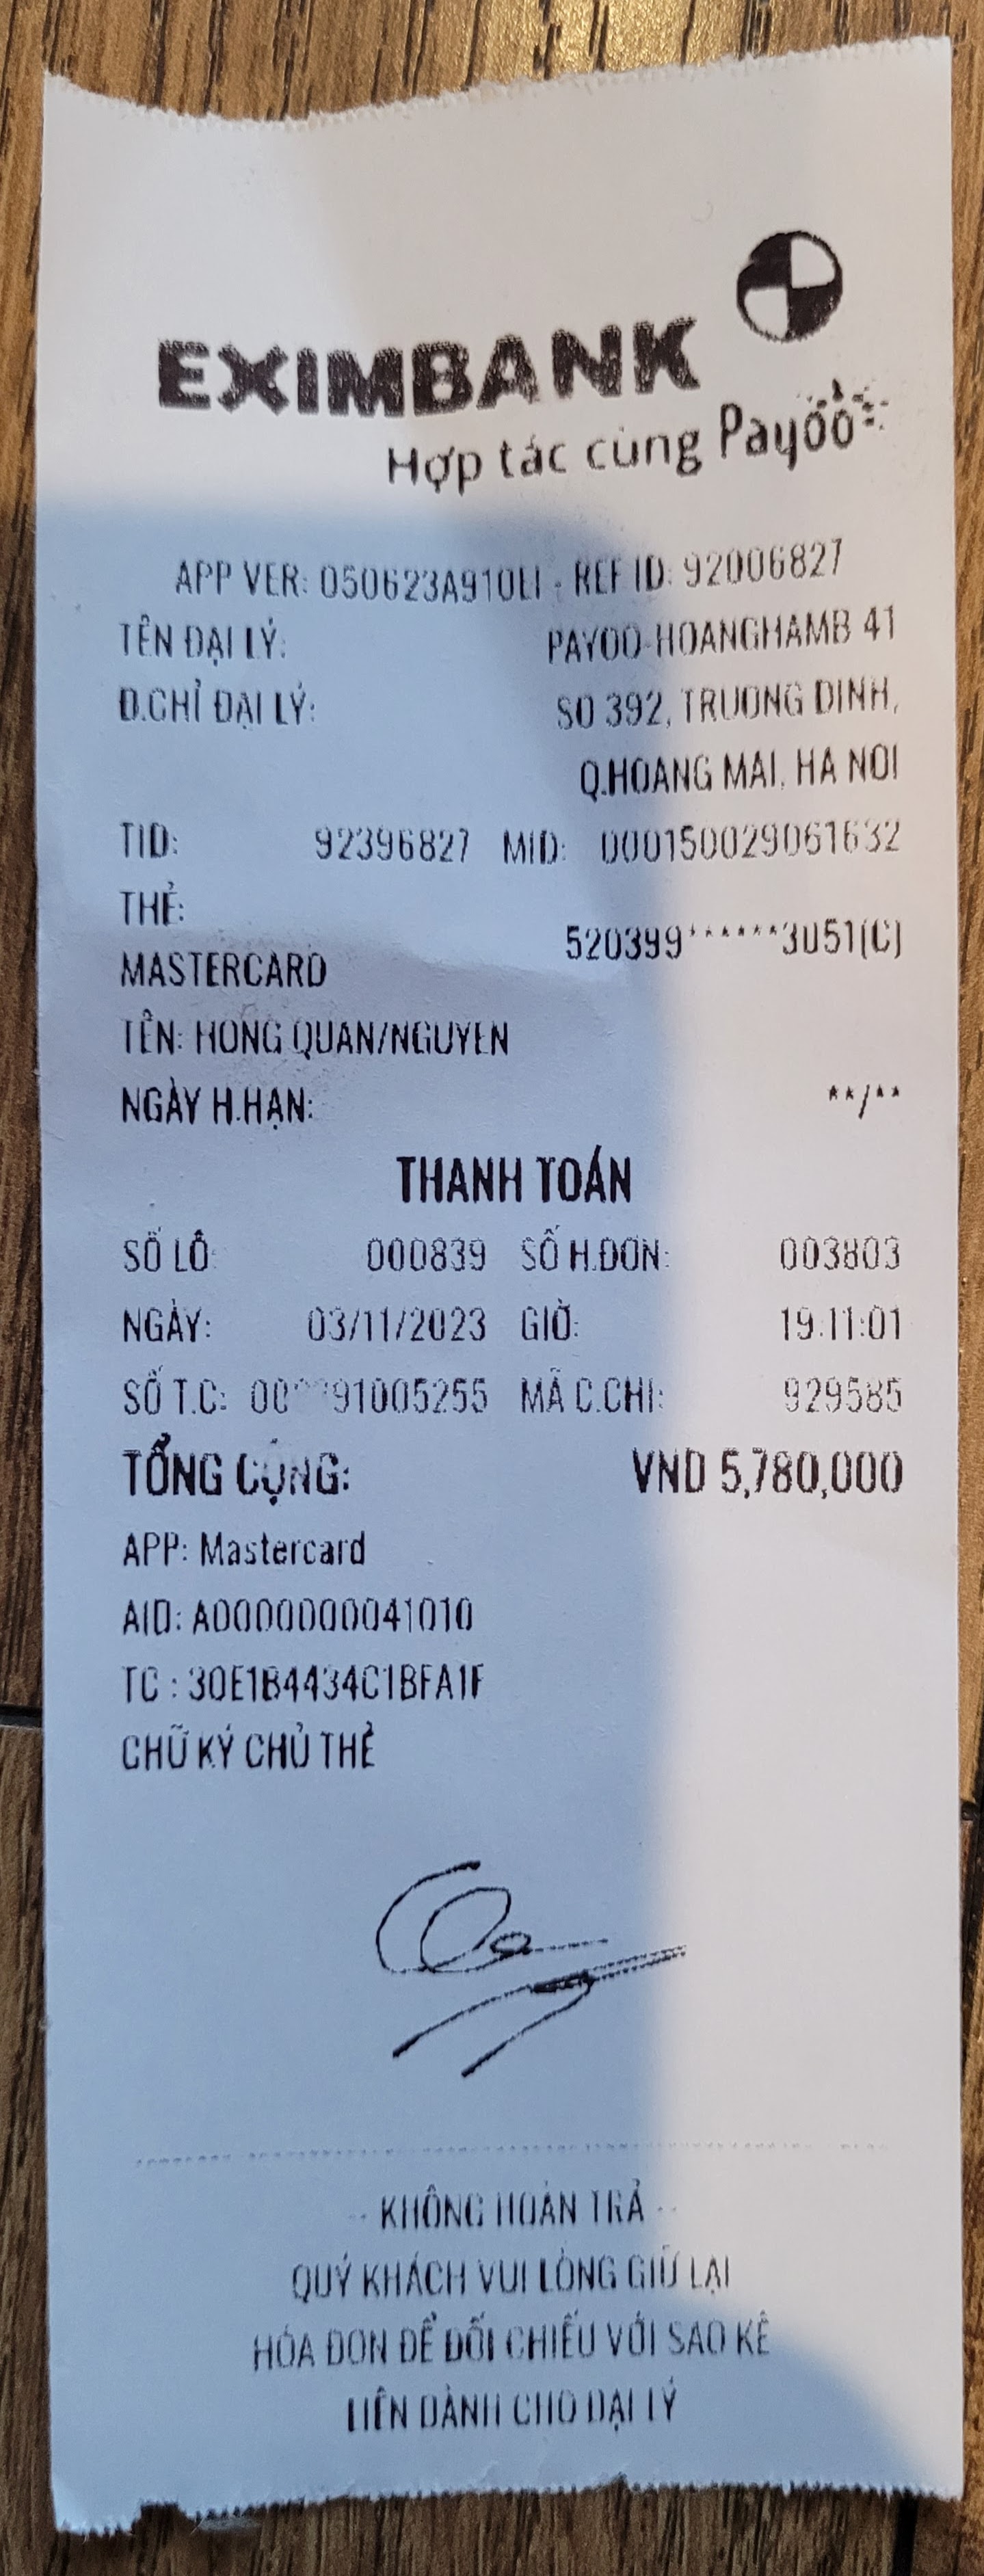 EXIMBANK
Hợp tác cùng Payoo
APP VER: 050623A910LI - REF ID: 92006827
TÊN ĐẠI LÝ: PAYOO-HOANGHAMB 41
Đ.CHỈ ĐẠI LÝ: SO 392, TRUONG DINH,
Q.HOANG MAI, HA NOI
TID: 92396827 MID: 000150029061632
THẺ:
MASTERCARD 520399******3051(C)
TÊN: HONG QUAN/NGUYEN
NGÀY H.HẠN: **/**
THANH TOÁN
SỐ LÔ: 000839 SỐ H.ĐƠN: 003803
NGÀY: 03/11/2023 GIỜ: 19:11:01
SỐ T.C: MÃ C.CHI: 929585
TỔNG CỘNG: VND 5,780,000
APP: Mastercard
AID: A0000000041010
TC : 30E1B4434C1BFA1F
CHỮ KÝ CHỦ THẺ
-- KHÔNG HOÀN TRẢ --
QUÝ KHÁCH VUI LÒNG GIỮ LẠI
HÓA ĐƠN ĐỂ ĐỐI CHIẾU VỚI SAO KÊ
LIÊN DÀNH CHO ĐẠI LÝ